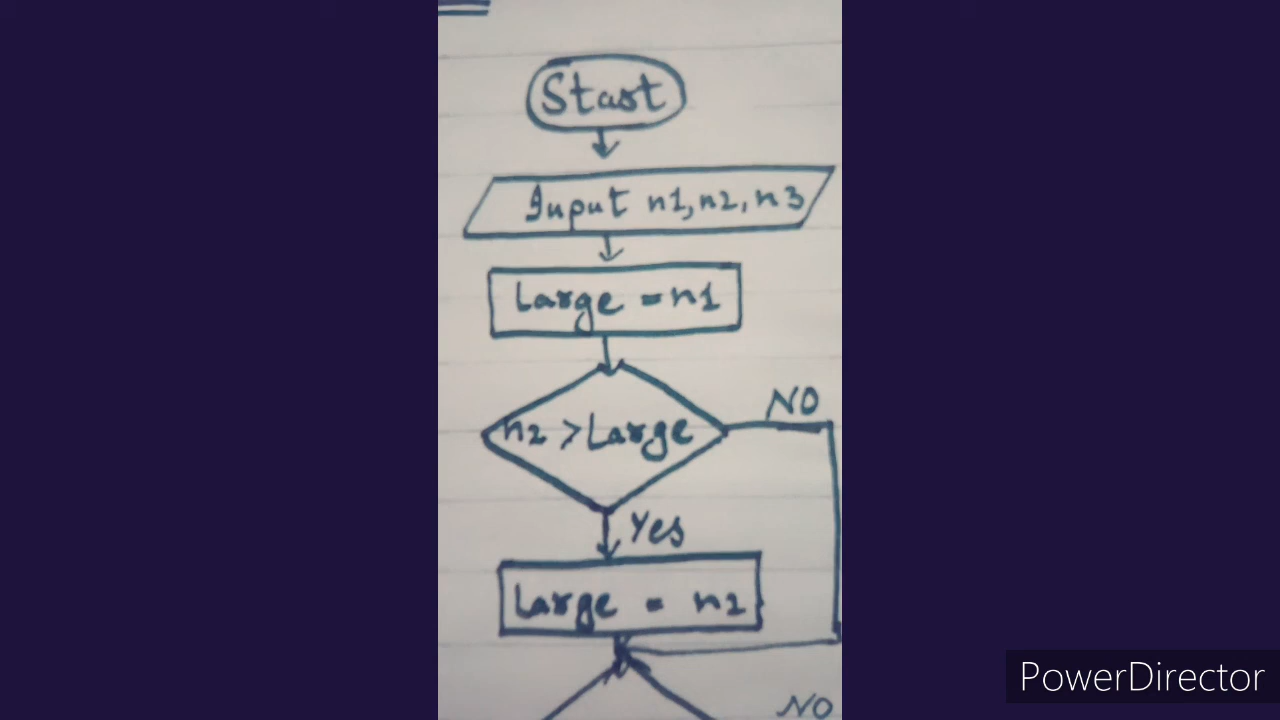 Start
Input n1, n2, n3
Large = n1
n2 > Large
NO
Yes
Large = n2
NO
PowerDirector